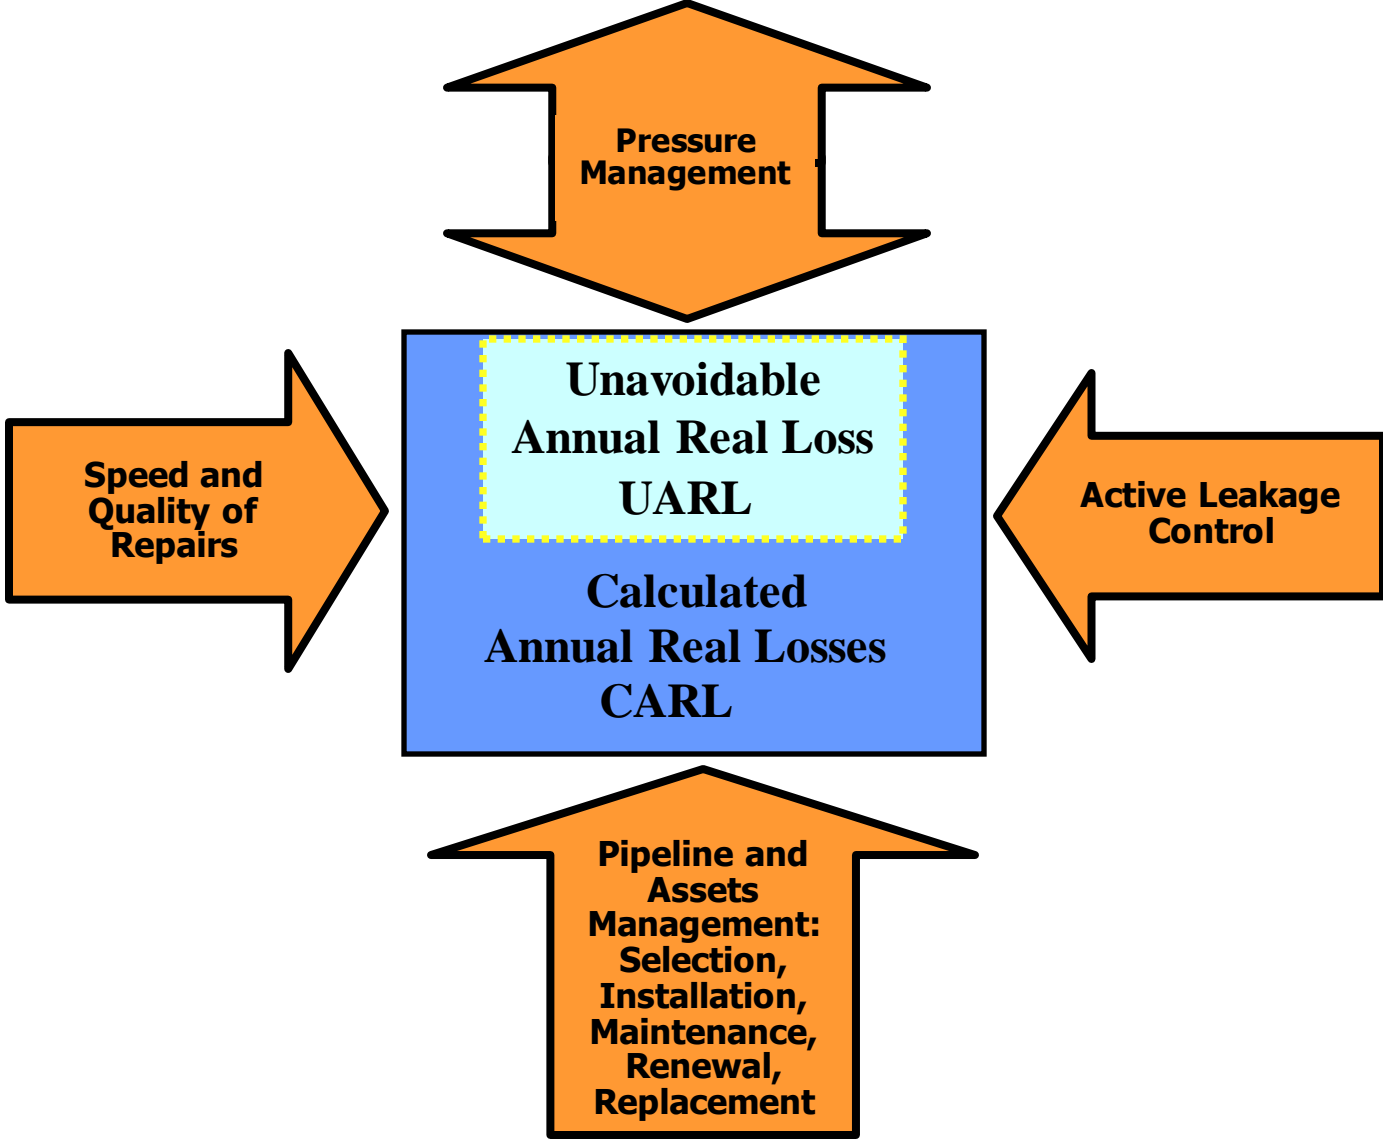 Pressure
Management
Unavoidable
Annual Real Loss
UARL
Speed and
Quality of
Repairs
Active Leakage
Control
Calculated
Annual Real Losses
CARL
Pipeline and
Assets
Management:
Selection,
Installation,
Maintenance,
Renewal,
Replacement